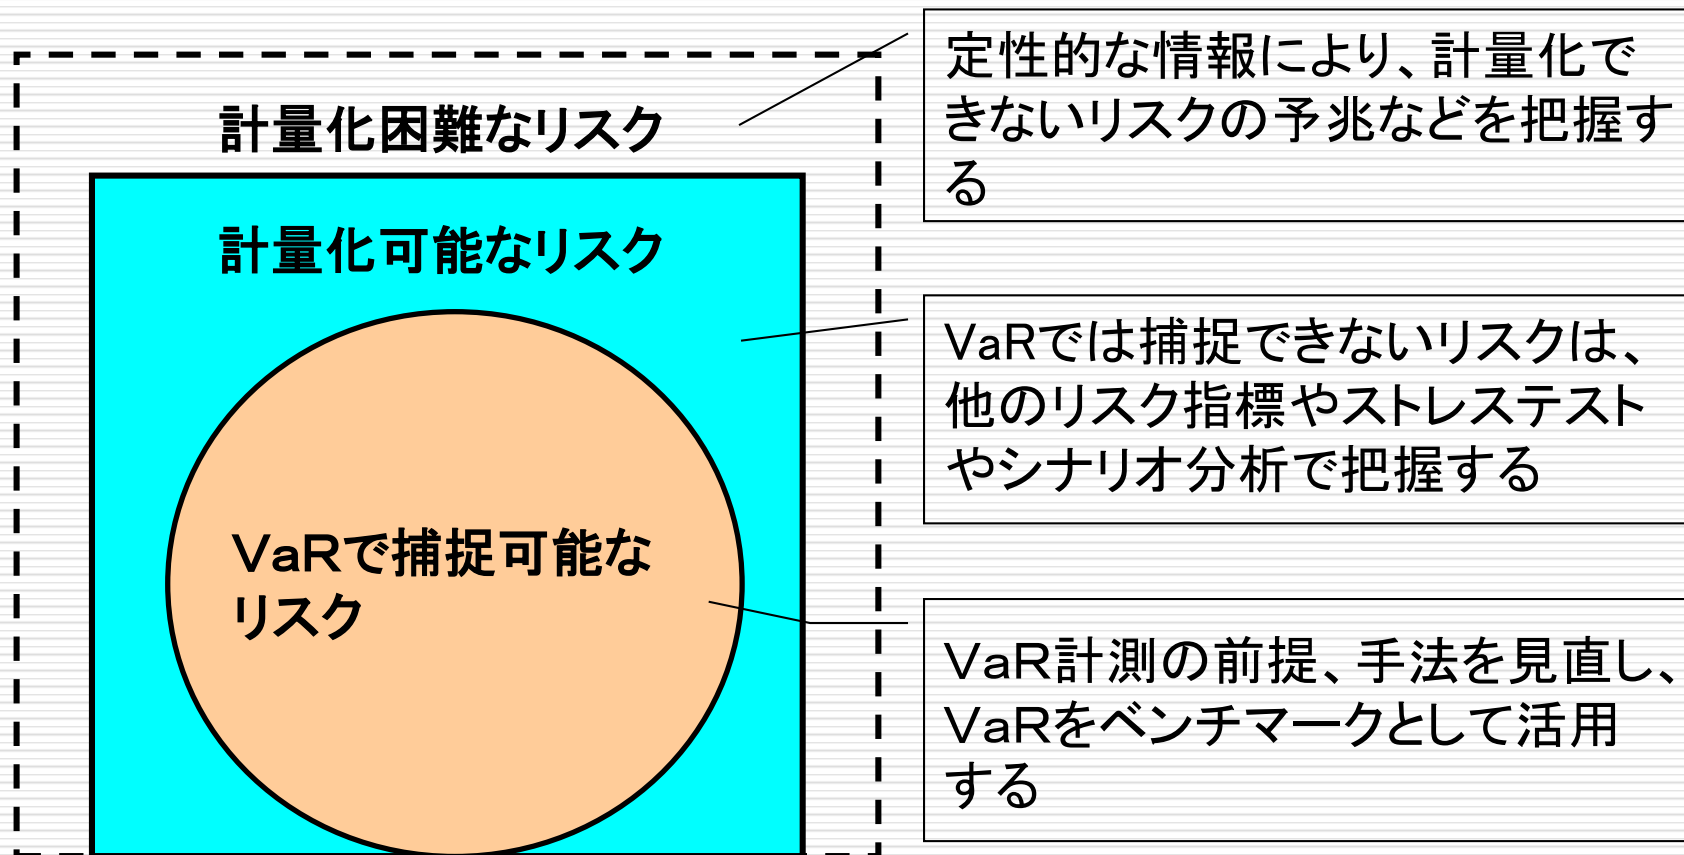 計量化困難なリスク
定性的な情報により、計量化で
きないリスクの予兆などを把握す
る
計量化可能なリスク
VaRでは捕捉できないリスクは、
他のリスク指標やストレステスト
やシナリオ分析で把握する
VaRで捕捉可能な
リスク
VaR計測の前提、手法を見直し、
VaRをベンチマークとして活用
する